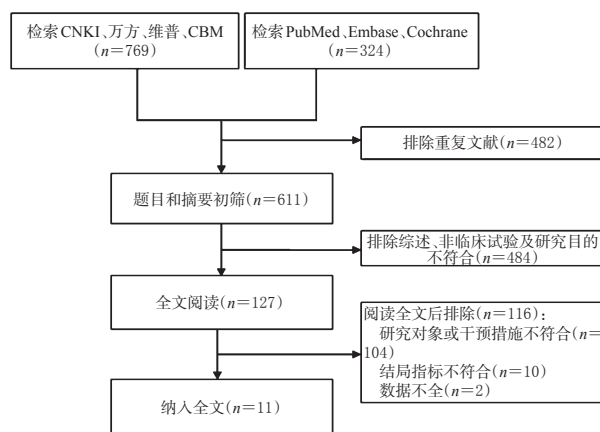 检索CNKI、万方、维普、CBM
(n=769)
检索PubMed、Embase、Cochrane
(n=324)
排除重复文献(n=482)
题目和摘要初筛(n=611)
排除综述、非临床试验及研究目的
不符合(n=484)
全文阅读(n=127)
阅读全文后排除(n=116)：
研究对象或干预措施不符合(n=
104)
结局指标不符合(n=10)
数据不全(n=2)
纳入全文(n=11)